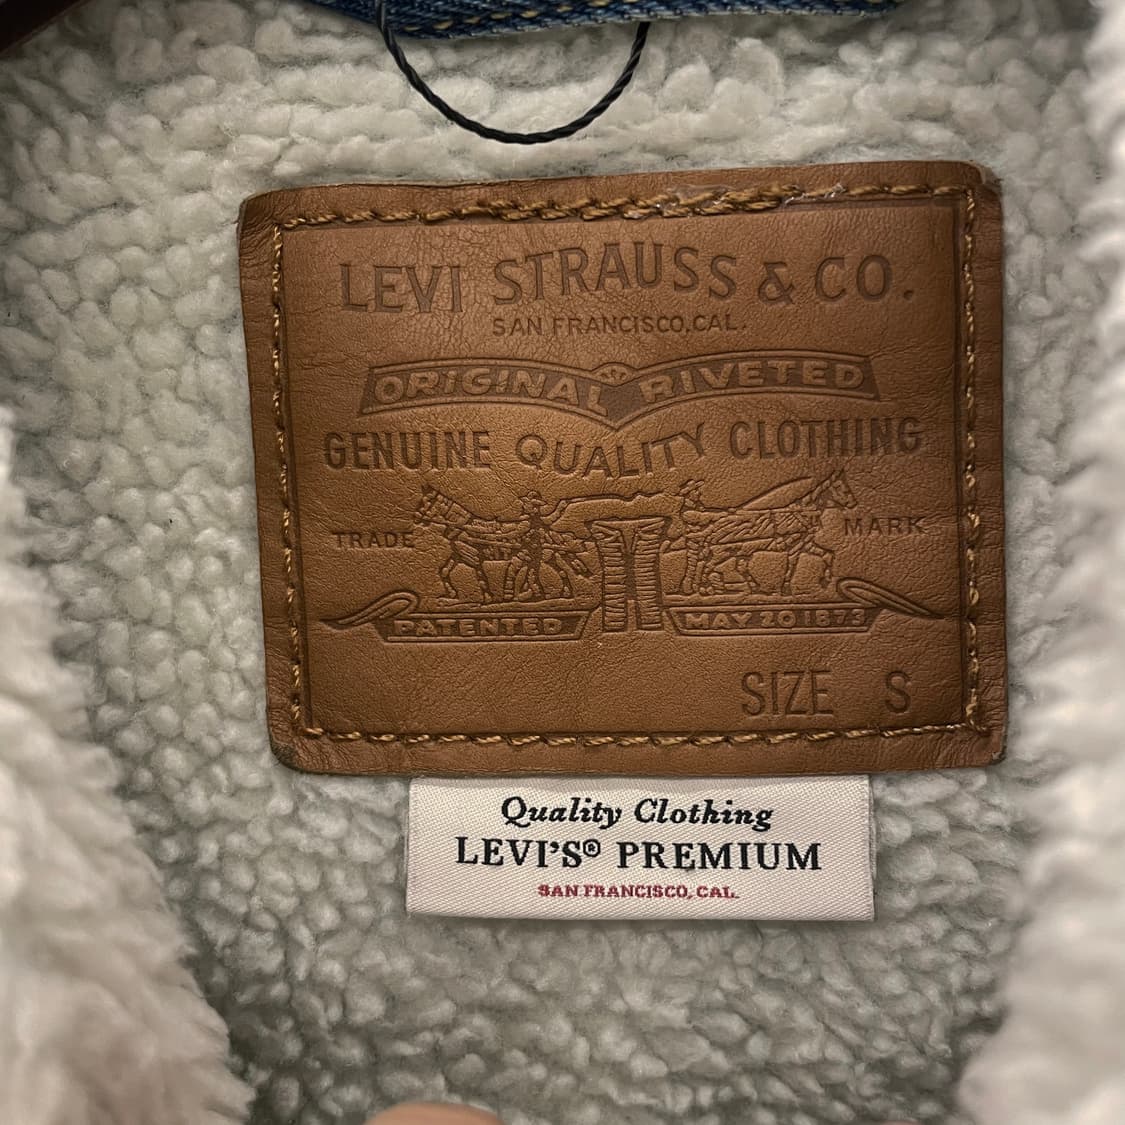 LEVI STRAUSS & CO.
SAN FRANCISCO, CAL.
ORIGINAL RIVETED
GENUINE QUALITY CLOTHING
TRADE MARK
PATENTED MAY 20 1873
SIZE S
Quality Clothing
LEVI'S® PREMIUM
SAN FRANCISCO, CAL.